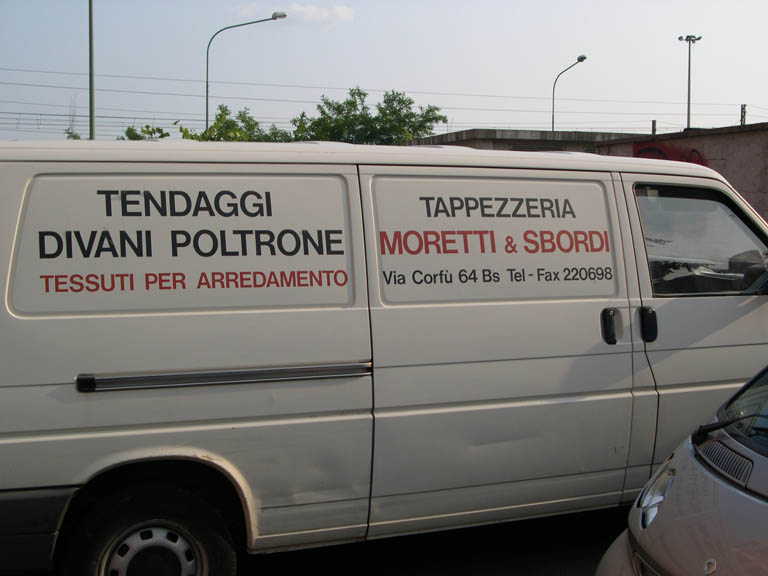 TENDAGGI
DIVANI POLTRONE
TESSUTI PER ARREDAMENTO
TAPPEZZERIA
MORETTI & SBORDI
Via Corfù 64 Bs Tel - Fax 220698